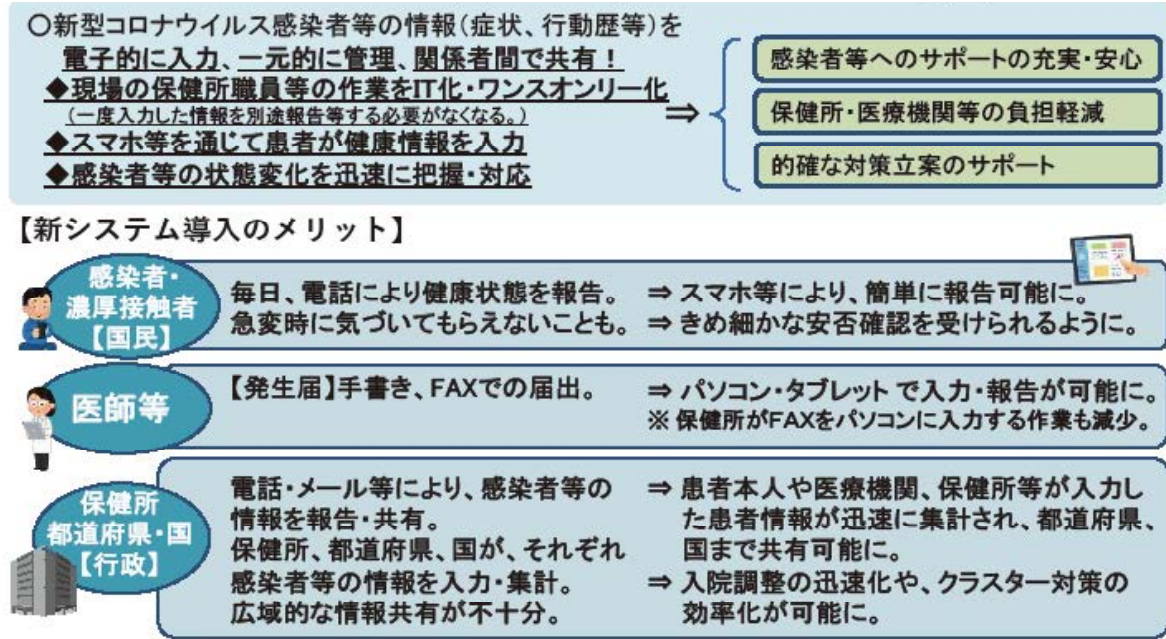 ○新型コロナウイルス感染者等の情報(症状、行動歴等)を
電子的に入力、一元的に管理、関係者間で共有！
◆現場の保健所職員等の作業をIT化・ワンスオンリー化
(一度入力した情報を別途報告等する必要がなくなる。)
◆スマホ等を通じて患者が健康情報を入力
◆感染者等の状態変化を迅速に把握・対応
⇒
感染者等へのサポートの充実・安心
保健所・医療機関等の負担軽減
的確な対策立案のサポート
【新システム導入のメリット】
感染者・
濃厚接触者
【国民】
毎日、電話により健康状態を報告。
急変時に気づいてもらえないことも。
⇒ スマホ等により、簡単に報告可能に。
⇒ きめ細かな安否確認を受けられるように。
医師等
【発生届】手書き、FAXでの届出。
⇒ パソコン・タブレット で入力・報告が可能に。
※ 保健所がFAXをパソコンに入力する作業も減少。
保健所
都道府県・国
【行政】
電話・メール等により、感染者等の
情報を報告・共有。
保健所、都道府県、国が、それぞれ
感染者等の情報を入力・集計。
広域的な情報共有が不十分。
⇒ 患者本人や医療機関、保健所等が入力し
た患者情報が迅速に集計され、都道府県、
国まで共有可能に。
⇒ 入院調整の迅速化や、クラスター対策の
効率化が可能に。